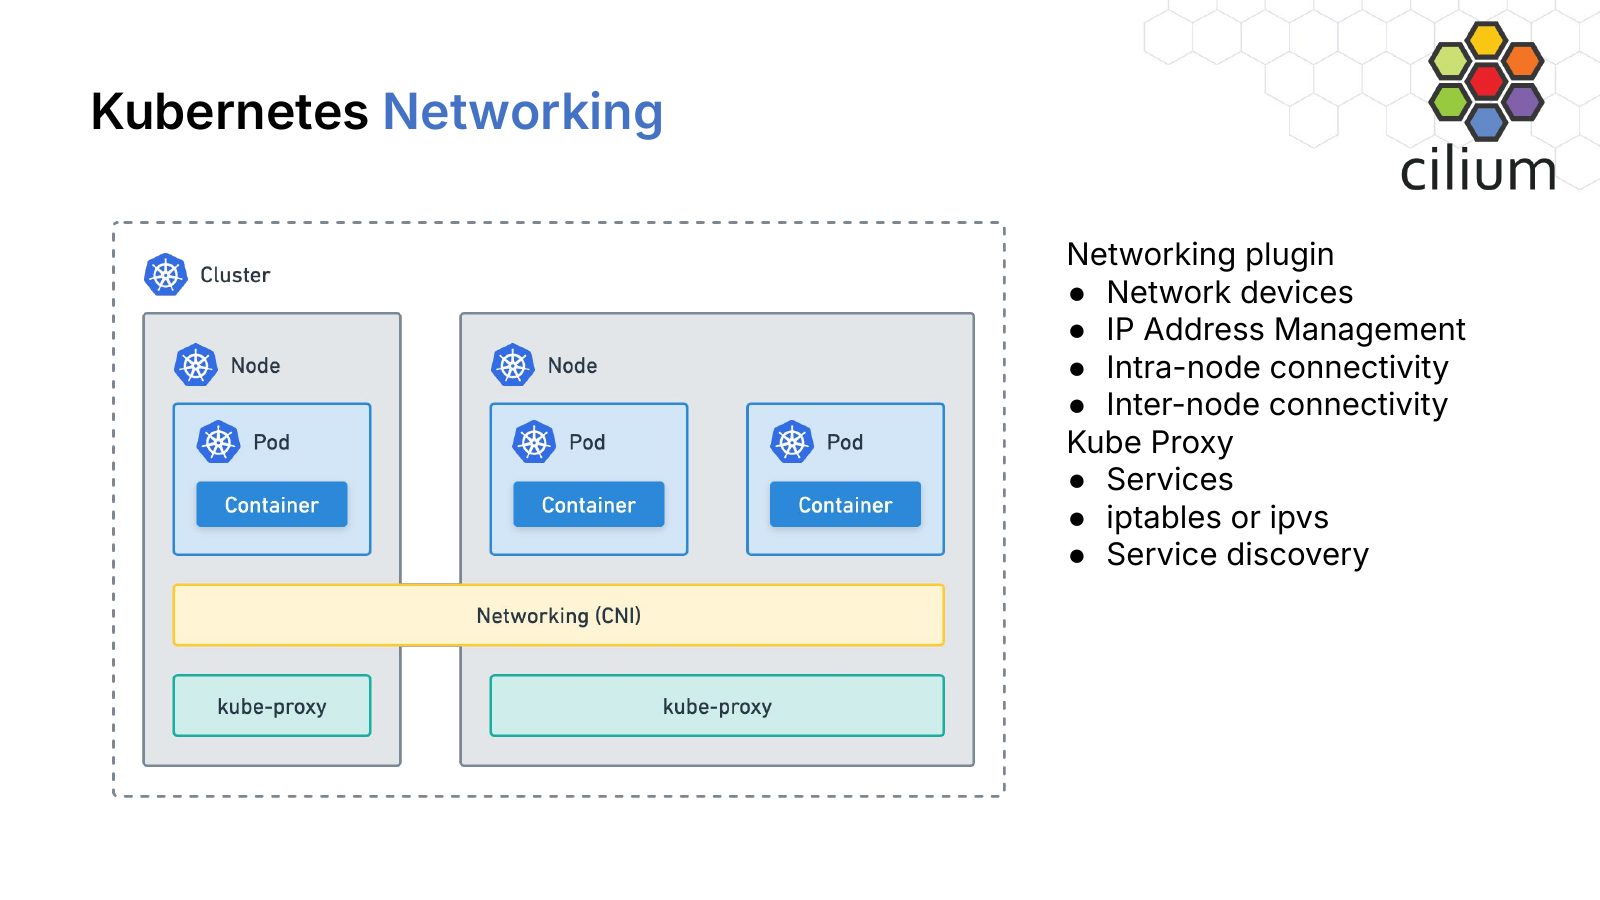 Kubernetes Networking
cilium
Cluster
Node
Node
Pod
Pod
Pod
Container
Container
Container
Networking (CNI)
kube-proxy
kube-proxy
Networking plugin
● Network devices
● IP Address Management
● Intra-node connectivity
● Inter-node connectivity
Kube Proxy
● Services
● iptables or ipvs
● Service discovery